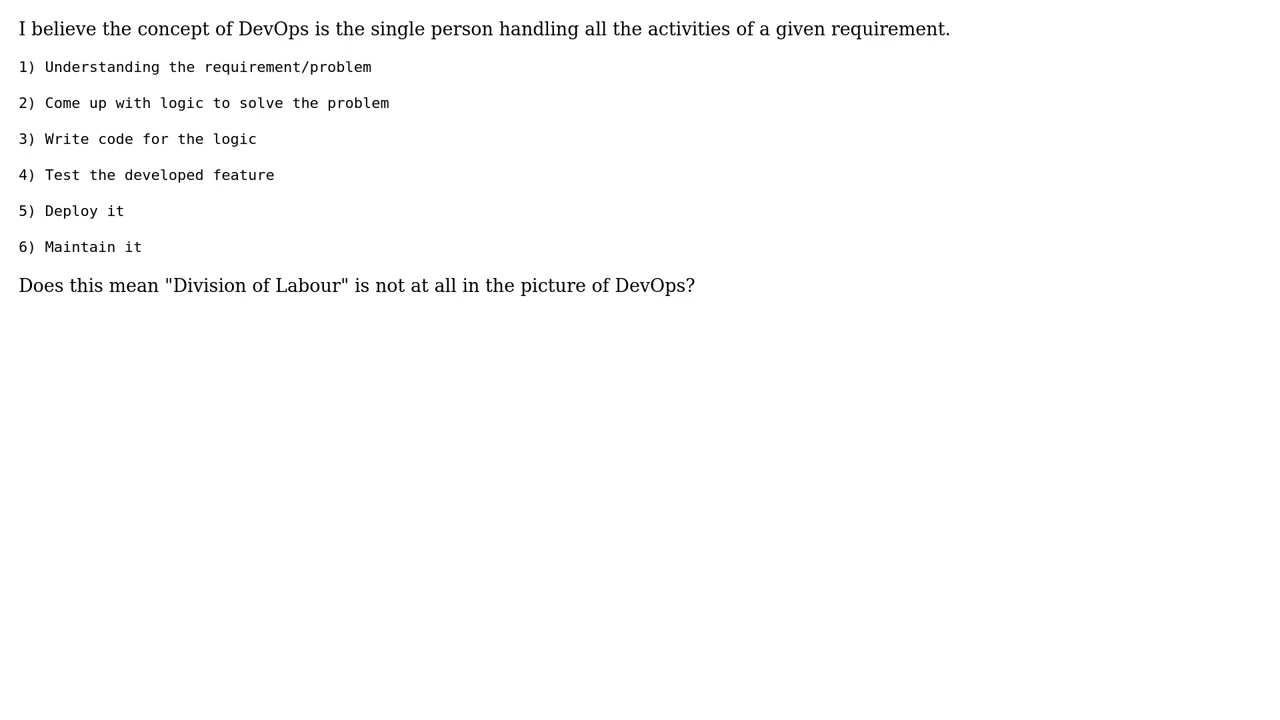 I believe the concept of DevOps is the single person handling all the activities of a given requirement.
1) Understanding the requirement/problem
2) Come up with logic to solve the problem
3) Write code for the logic
4) Test the developed feature
5) Deploy it
6) Maintain it
Does this mean "Division of Labour" is not at all in the picture of DevOps?